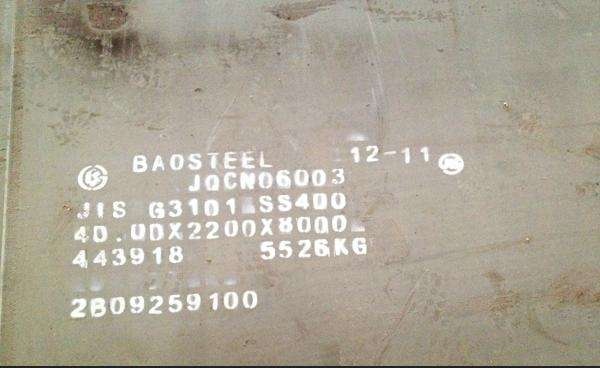 BAOSTEEL 12-11
JQCN06003
JIS G3101 SS400
40.00X2200X8000
443918 5526KG
2B09259100